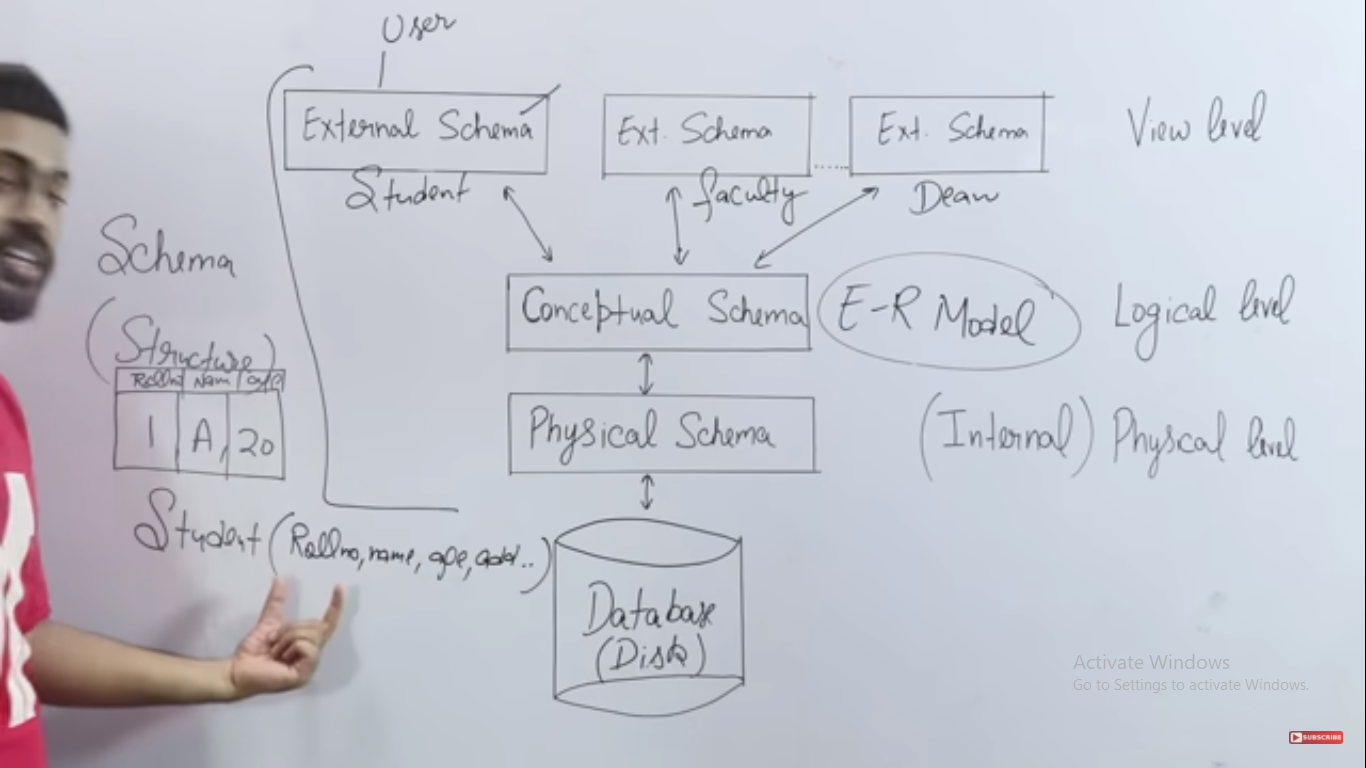 User
External Schema
Ext. Schema
Ext. Schema
View level
Student
faculty
Dean
Schema
(Structure)
Rollno Nam age
1 A, 20
Conceptual Schema
E-R Model
Logical level
Physical Schema
(Internal) Physcal level
Student (Rollno, name, age, add..)
Database
(Disk)
Activate Windows
Go to Settings to activate Windows.
SUBSCRIBE